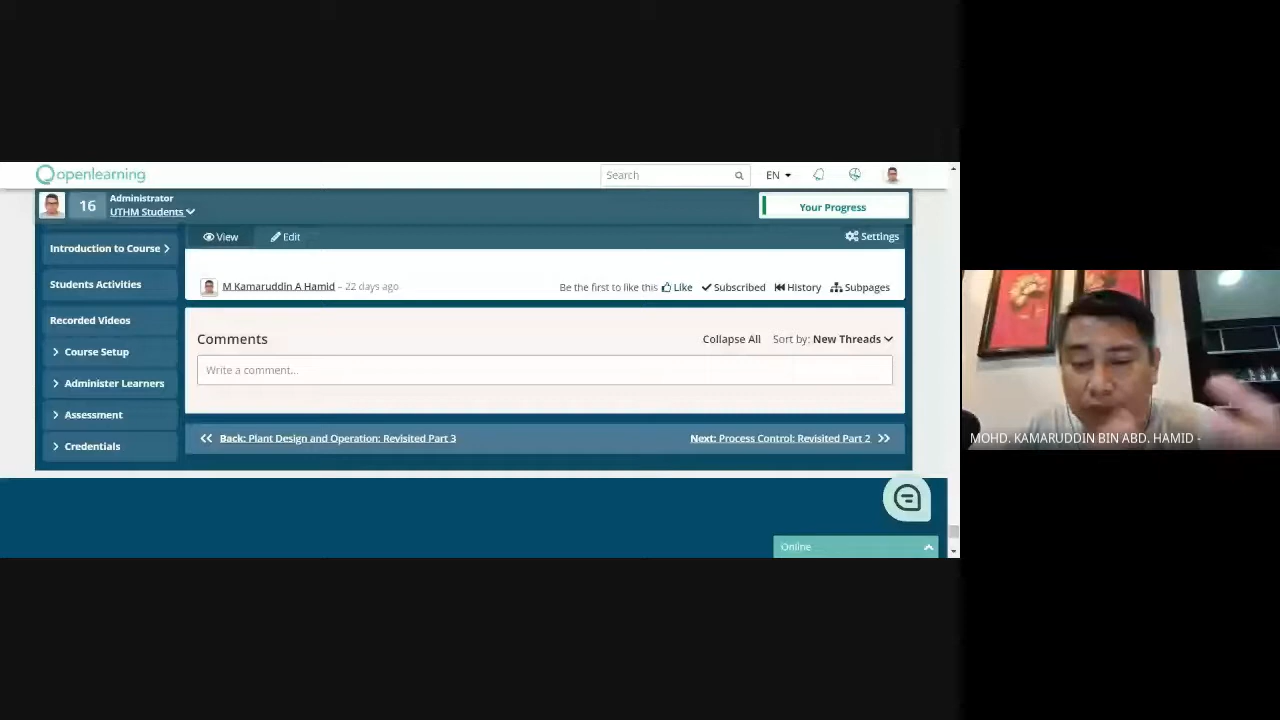 openlearning
Search
EN
16
Administrator
UTHM Students
Your Progress
Introduction to Course
View
Edit
Settings
Students Activities
M Kamaruddin A Hamid – 22 days ago
Be the first to like this Like Subscribed History Subpages
Recorded Videos
Comments
Collapse All Sort by: New Threads
Course Setup
Write a comment...
Administer Learners
Assessment
Back: Plant Design and Operation: Revisited Part 3
Next: Process Control: Revisited Part 2
Credentials
Online
MOHD. KAMARUDDIN BIN ABD. HAMID -